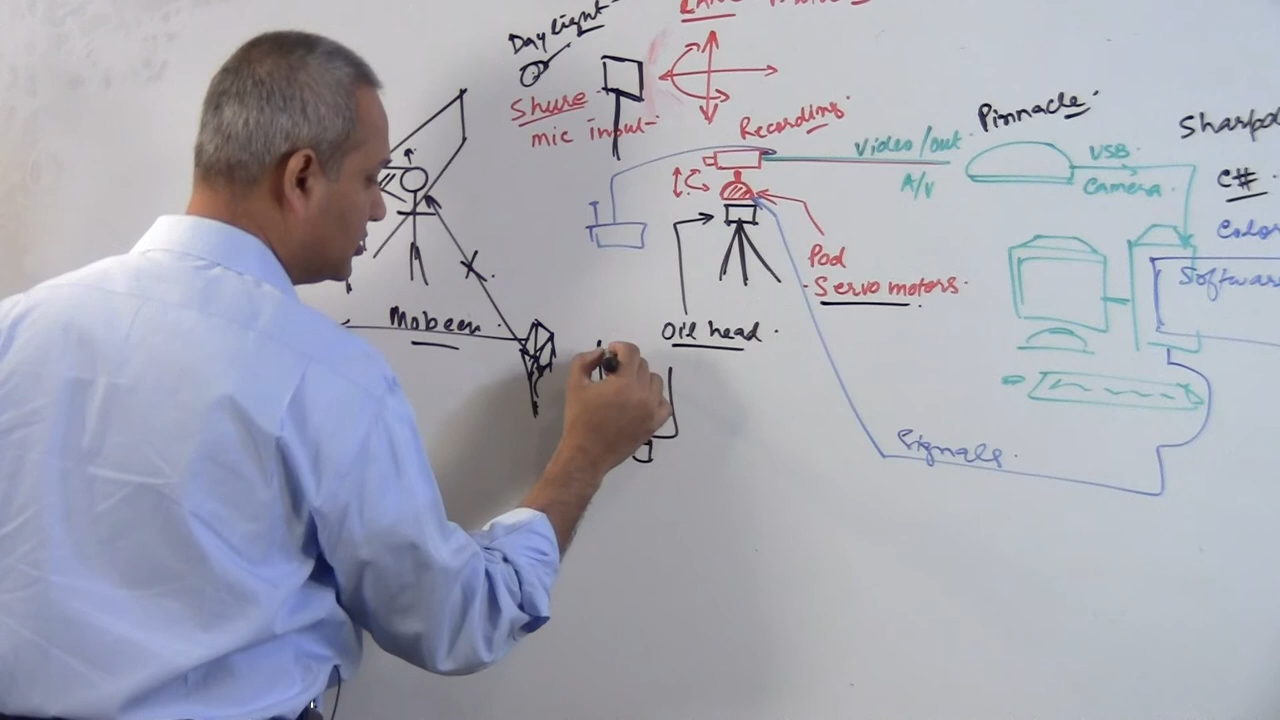 Daylight
Shure
mic input
Recording
Video/out
A/V
Pinnacle
USB
Camera
Sharpd
C#
Color
Software
Pod
Servo motors
Mobeen
Oil head
Signals